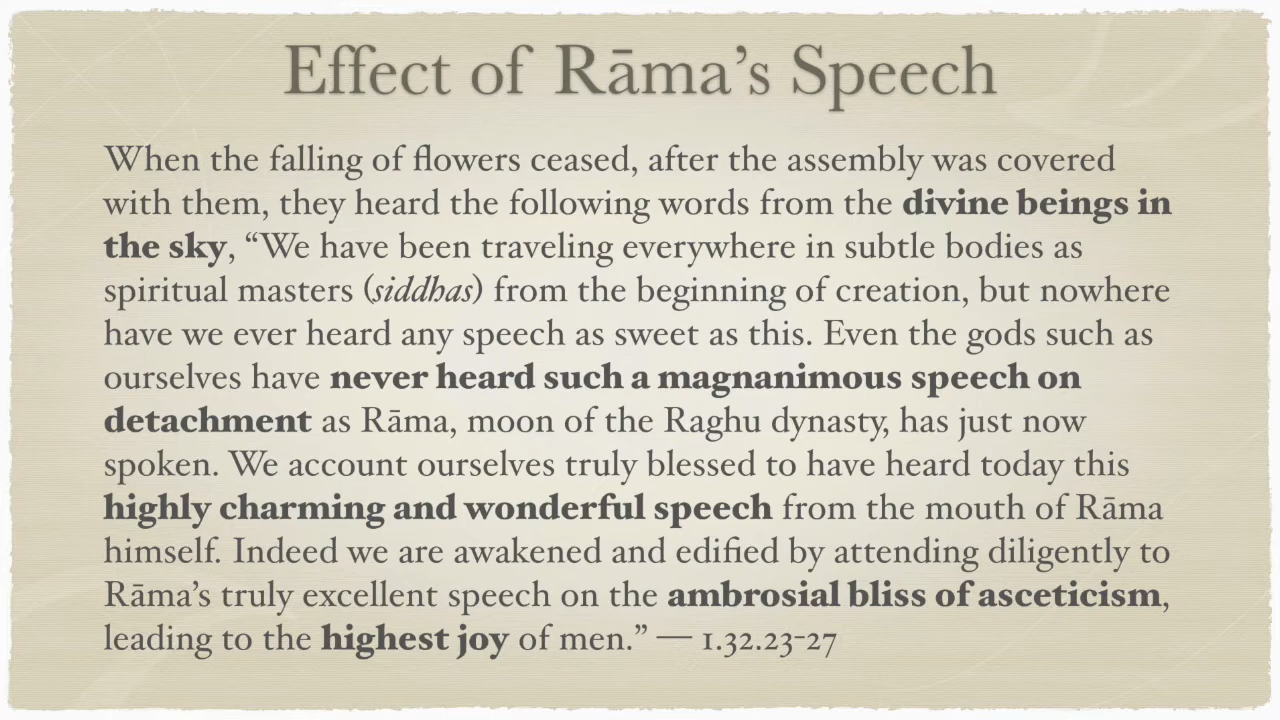 Effect of Rāma’s Speech
When the falling of flowers ceased, after the assembly was covered
with them, they heard the following words from the divine beings in
the sky, “We have been traveling everywhere in subtle bodies as
spiritual masters (siddhas) from the beginning of creation, but nowhere
have we ever heard any speech as sweet as this. Even the gods such as
ourselves have never heard such a magnanimous speech on
detachment as Rāma, moon of the Raghu dynasty, has just now
spoken. We account ourselves truly blessed to have heard today this
highly charming and wonderful speech from the mouth of Rāma
himself. Indeed we are awakened and edified by attending diligently to
Rāma’s truly excellent speech on the ambrosial bliss of asceticism,
leading to the highest joy of men.” — 1.32.23-27